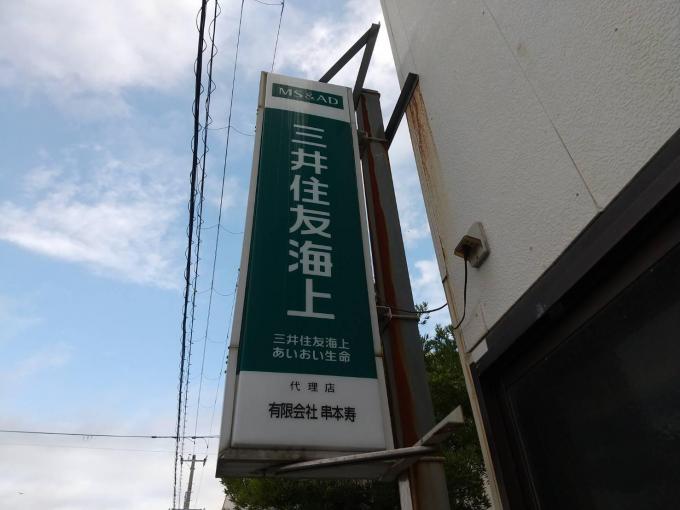 MS&AD
三井住友海上
三井住友海上
あいおい生命
代理店
有限会社 串本寿